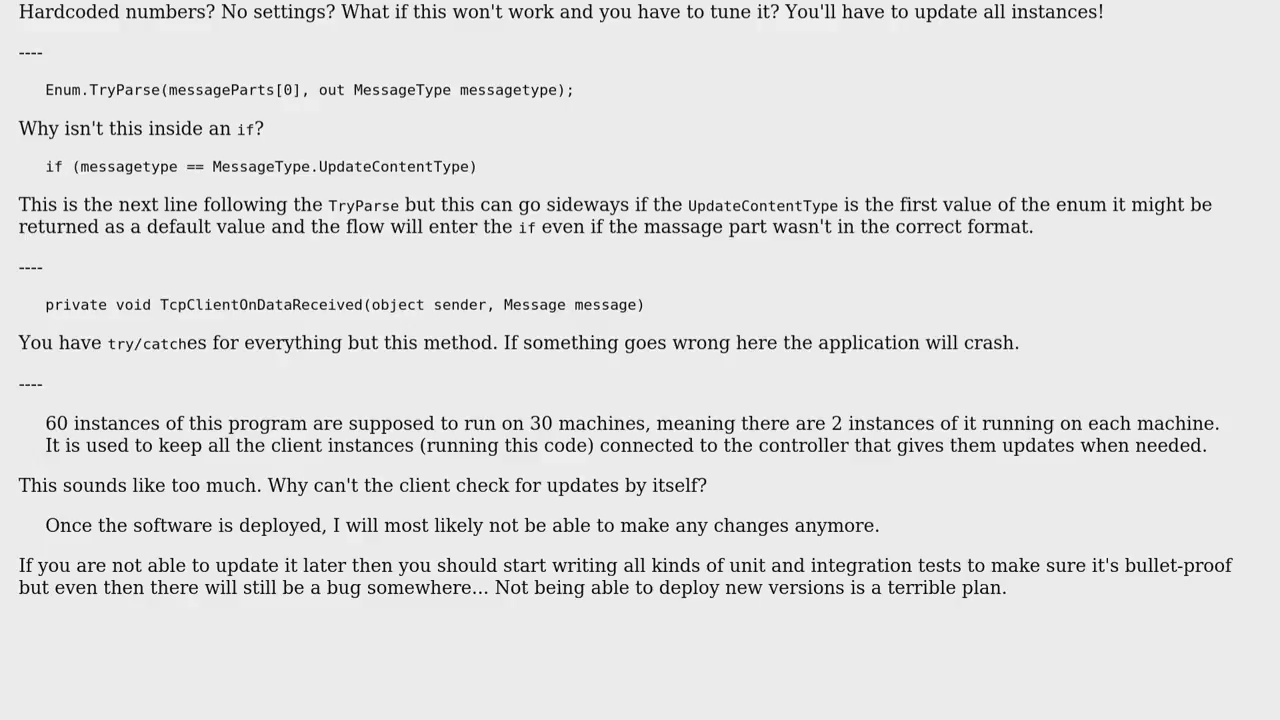 Hardcoded numbers? No settings? What if this won't work and you have to tune it? You'll have to update all instances!
----
Enum.TryParse(messageParts[0], out MessageType messagetype);
Why isn't this inside an if?
if (messagetype == MessageType.UpdateContentType)
This is the next line following the TryParse but this can go sideways if the UpdateContentType is the first value of the enum it might be
returned as a default value and the flow will enter the if even if the massage part wasn't in the correct format.
----
private void TcpClientOnDataReceived(object sender, Message message)
You have try/catches for everything but this method. If something goes wrong here the application will crash.
----
60 instances of this program are supposed to run on 30 machines, meaning there are 2 instances of it running on each machine.
It is used to keep all the client instances (running this code) connected to the controller that gives them updates when needed.
This sounds like too much. Why can't the client check for updates by itself?
Once the software is deployed, I will most likely not be able to make any changes anymore.
If you are not able to update it later then you should start writing all kinds of unit and integration tests to make sure it's bullet-proof
but even then there will still be a bug somewhere... Not being able to deploy new versions is a terrible plan.